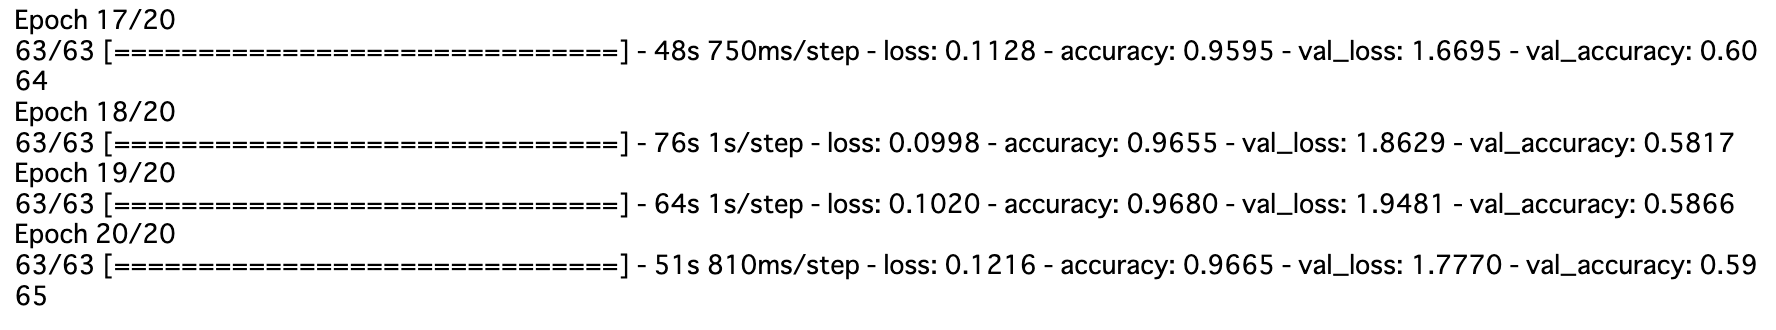 Epoch 17/20
63/63 [==============================] - 48s 750ms/step - loss: 0.1128 - accuracy: 0.9595 - val_loss: 1.6695 - val_accuracy: 0.60
64
Epoch 18/20
63/63 [==============================] - 76s 1s/step - loss: 0.0998 - accuracy: 0.9655 - val_loss: 1.8629 - val_accuracy: 0.5817
Epoch 19/20
63/63 [==============================] - 64s 1s/step - loss: 0.1020 - accuracy: 0.9680 - val_loss: 1.9481 - val_accuracy: 0.5866
Epoch 20/20
63/63 [==============================] - 51s 810ms/step - loss: 0.1216 - accuracy: 0.9665 - val_loss: 1.7770 - val_accuracy: 0.59
65